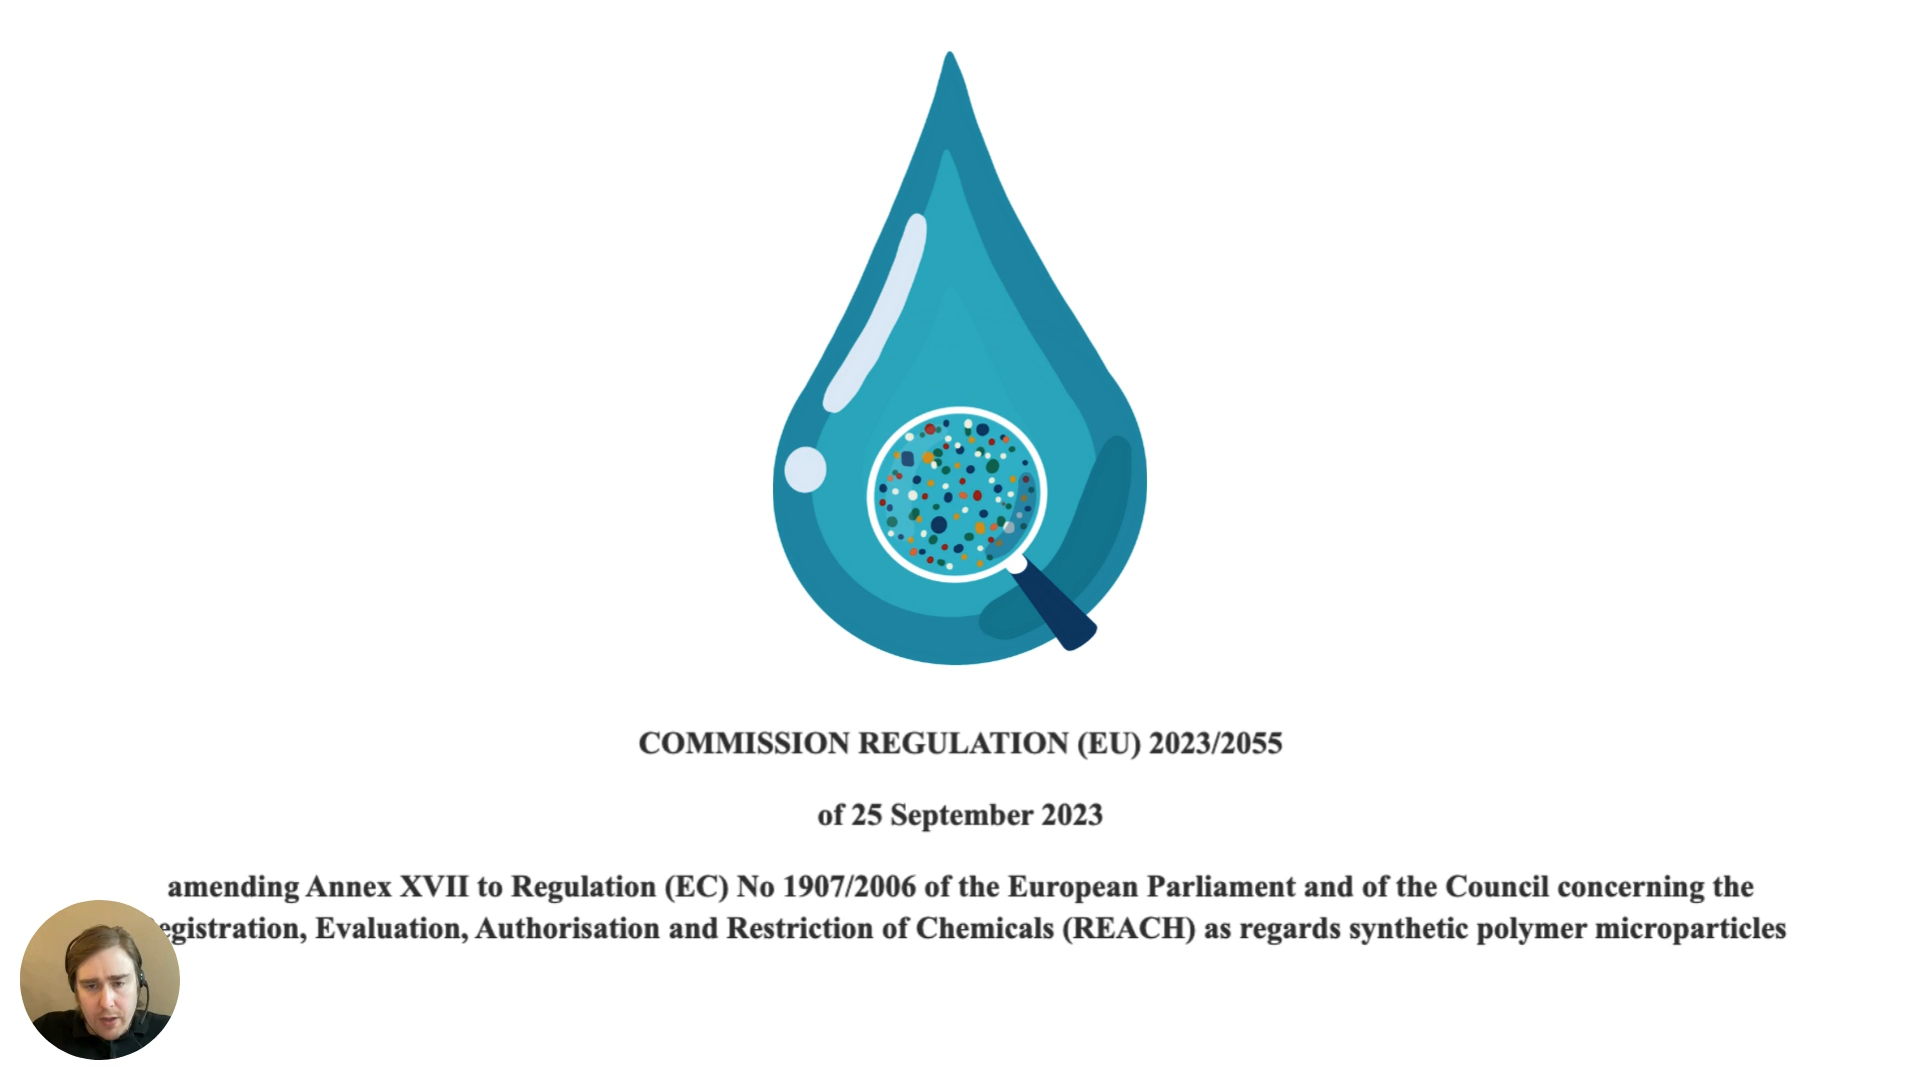 COMMISSION REGULATION (EU) 2023/2055
of 25 September 2023
amending Annex XVII to Regulation (EC) No 1907/2006 of the European Parliament and of the Council concerning the
egistration, Evaluation, Authorisation and Restriction of Chemicals (REACH) as regards synthetic polymer microparticles